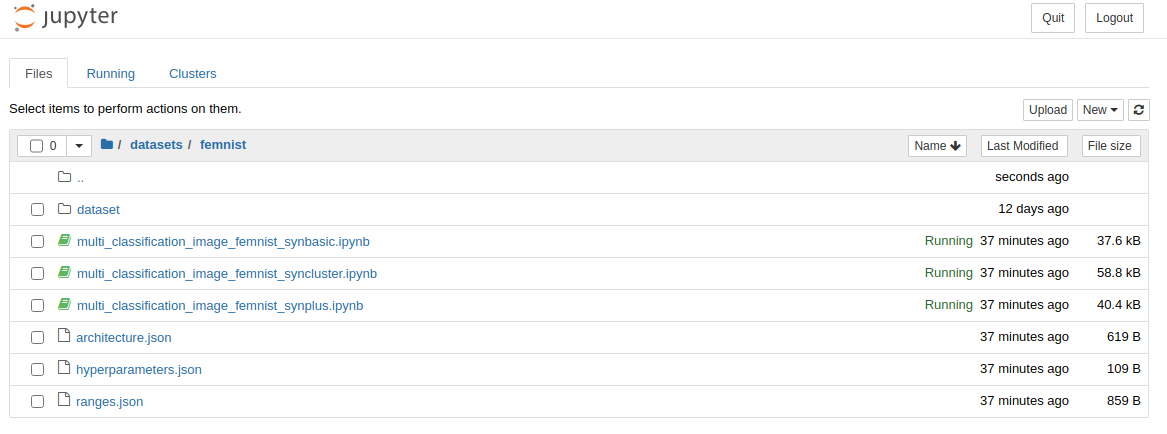 jupyter Quit Logout
Files Running Clusters
Select items to perform actions on them. Upload New
0 / datasets / femnist Name Last Modified File size
.. seconds ago
dataset 12 days ago
multi_classification_image_femnist_synbasic.ipynb Running 37 minutes ago 37.6 kB
multi_classification_image_femnist_syncluster.ipynb Running 37 minutes ago 58.8 kB
multi_classification_image_femnist_synplus.ipynb Running 37 minutes ago 40.4 kB
architecture.json 37 minutes ago 619 B
hyperparameters.json 37 minutes ago 109 B
ranges.json 37 minutes ago 859 B